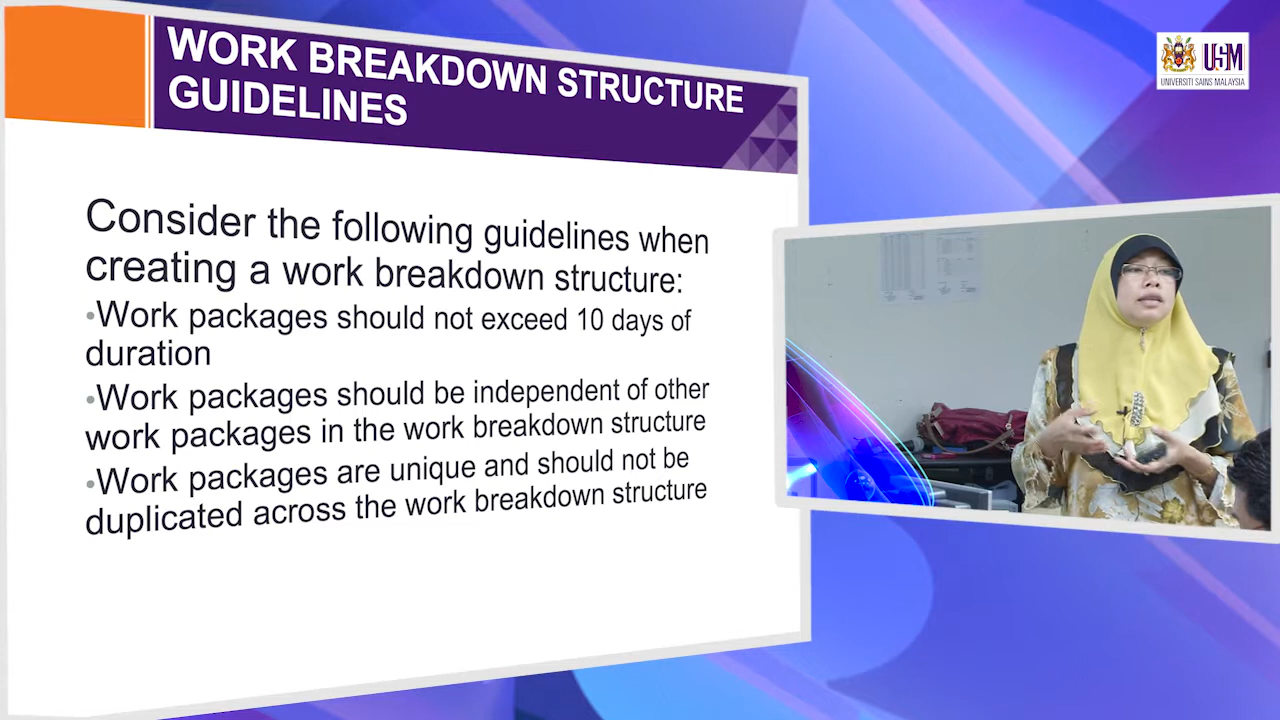 WORK BREAKDOWN STRUCTURE
GUIDELINES
USM
UNIVERSITI SAINS MALAYSIA
Consider the following guidelines when
creating a work breakdown structure:
•Work packages should not exceed 10 days of
duration
•Work packages should be independent of other
work packages in the work breakdown structure
•Work packages are unique and should not be
duplicated across the work breakdown structure